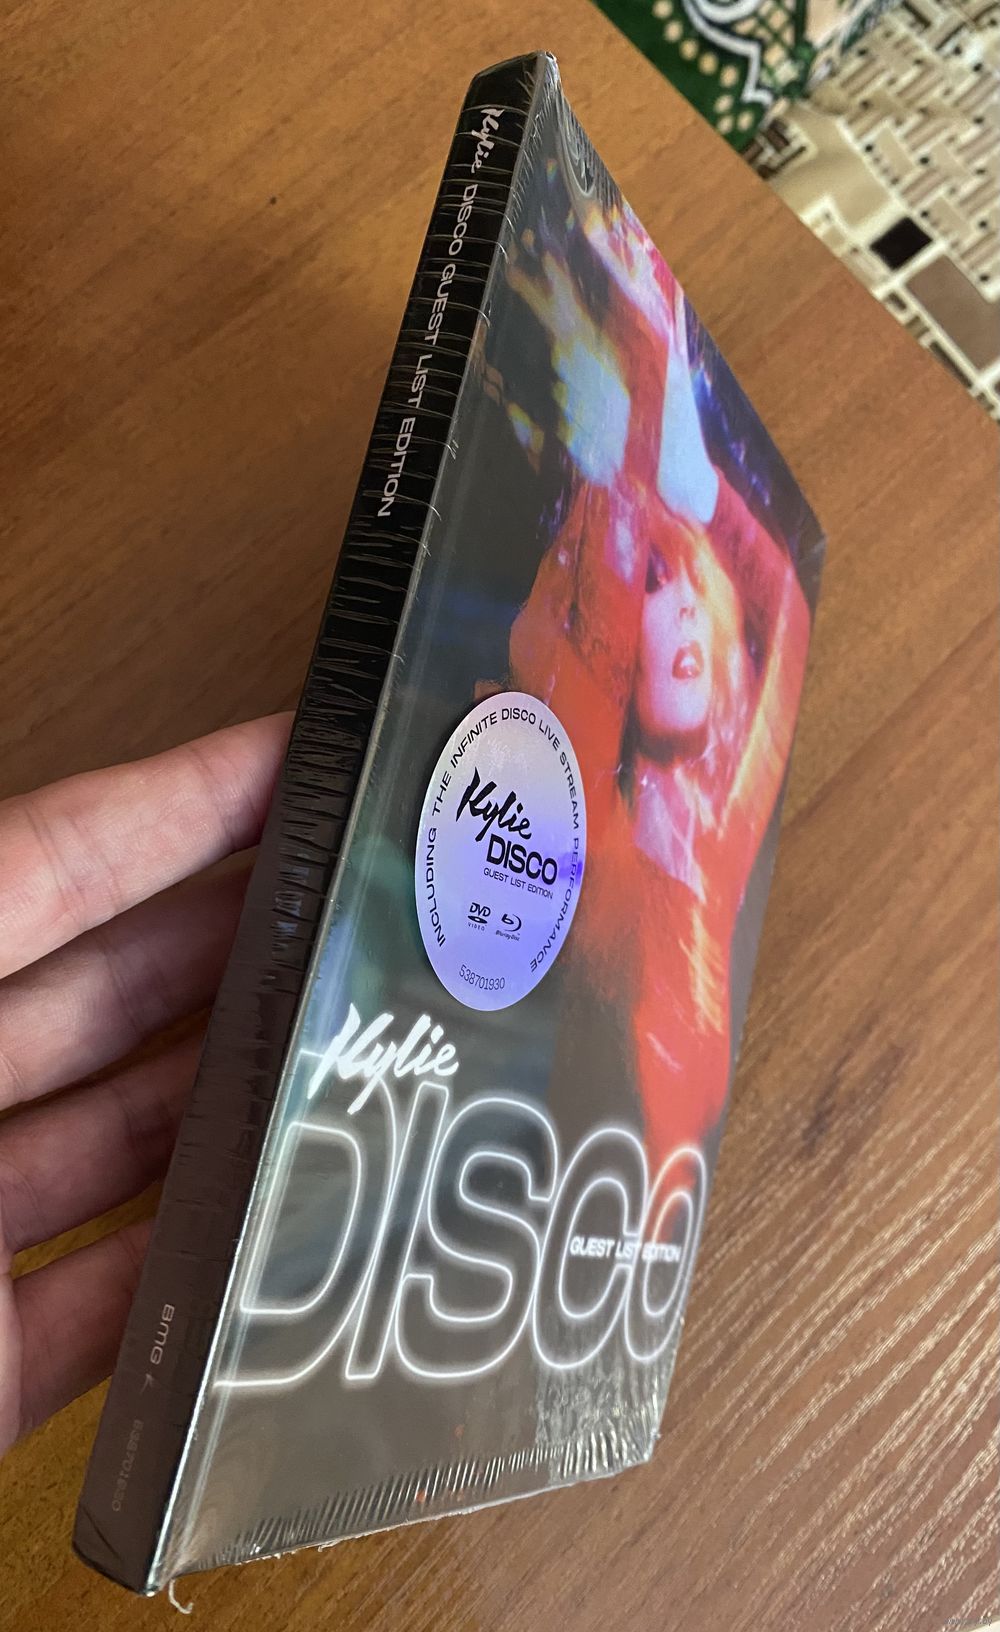 Kylie DISCO GUEST LIST EDITION
BMG
538701930
INCLUDING THE INFINITE DISCO LIVE STREAM PERFORMANCE
Kylie
DISCO
GUEST LIST EDITION
DVD
VIDEO
Blu-ray Disc
538701930
Kylie
DISCO
GUEST LIST EDITION